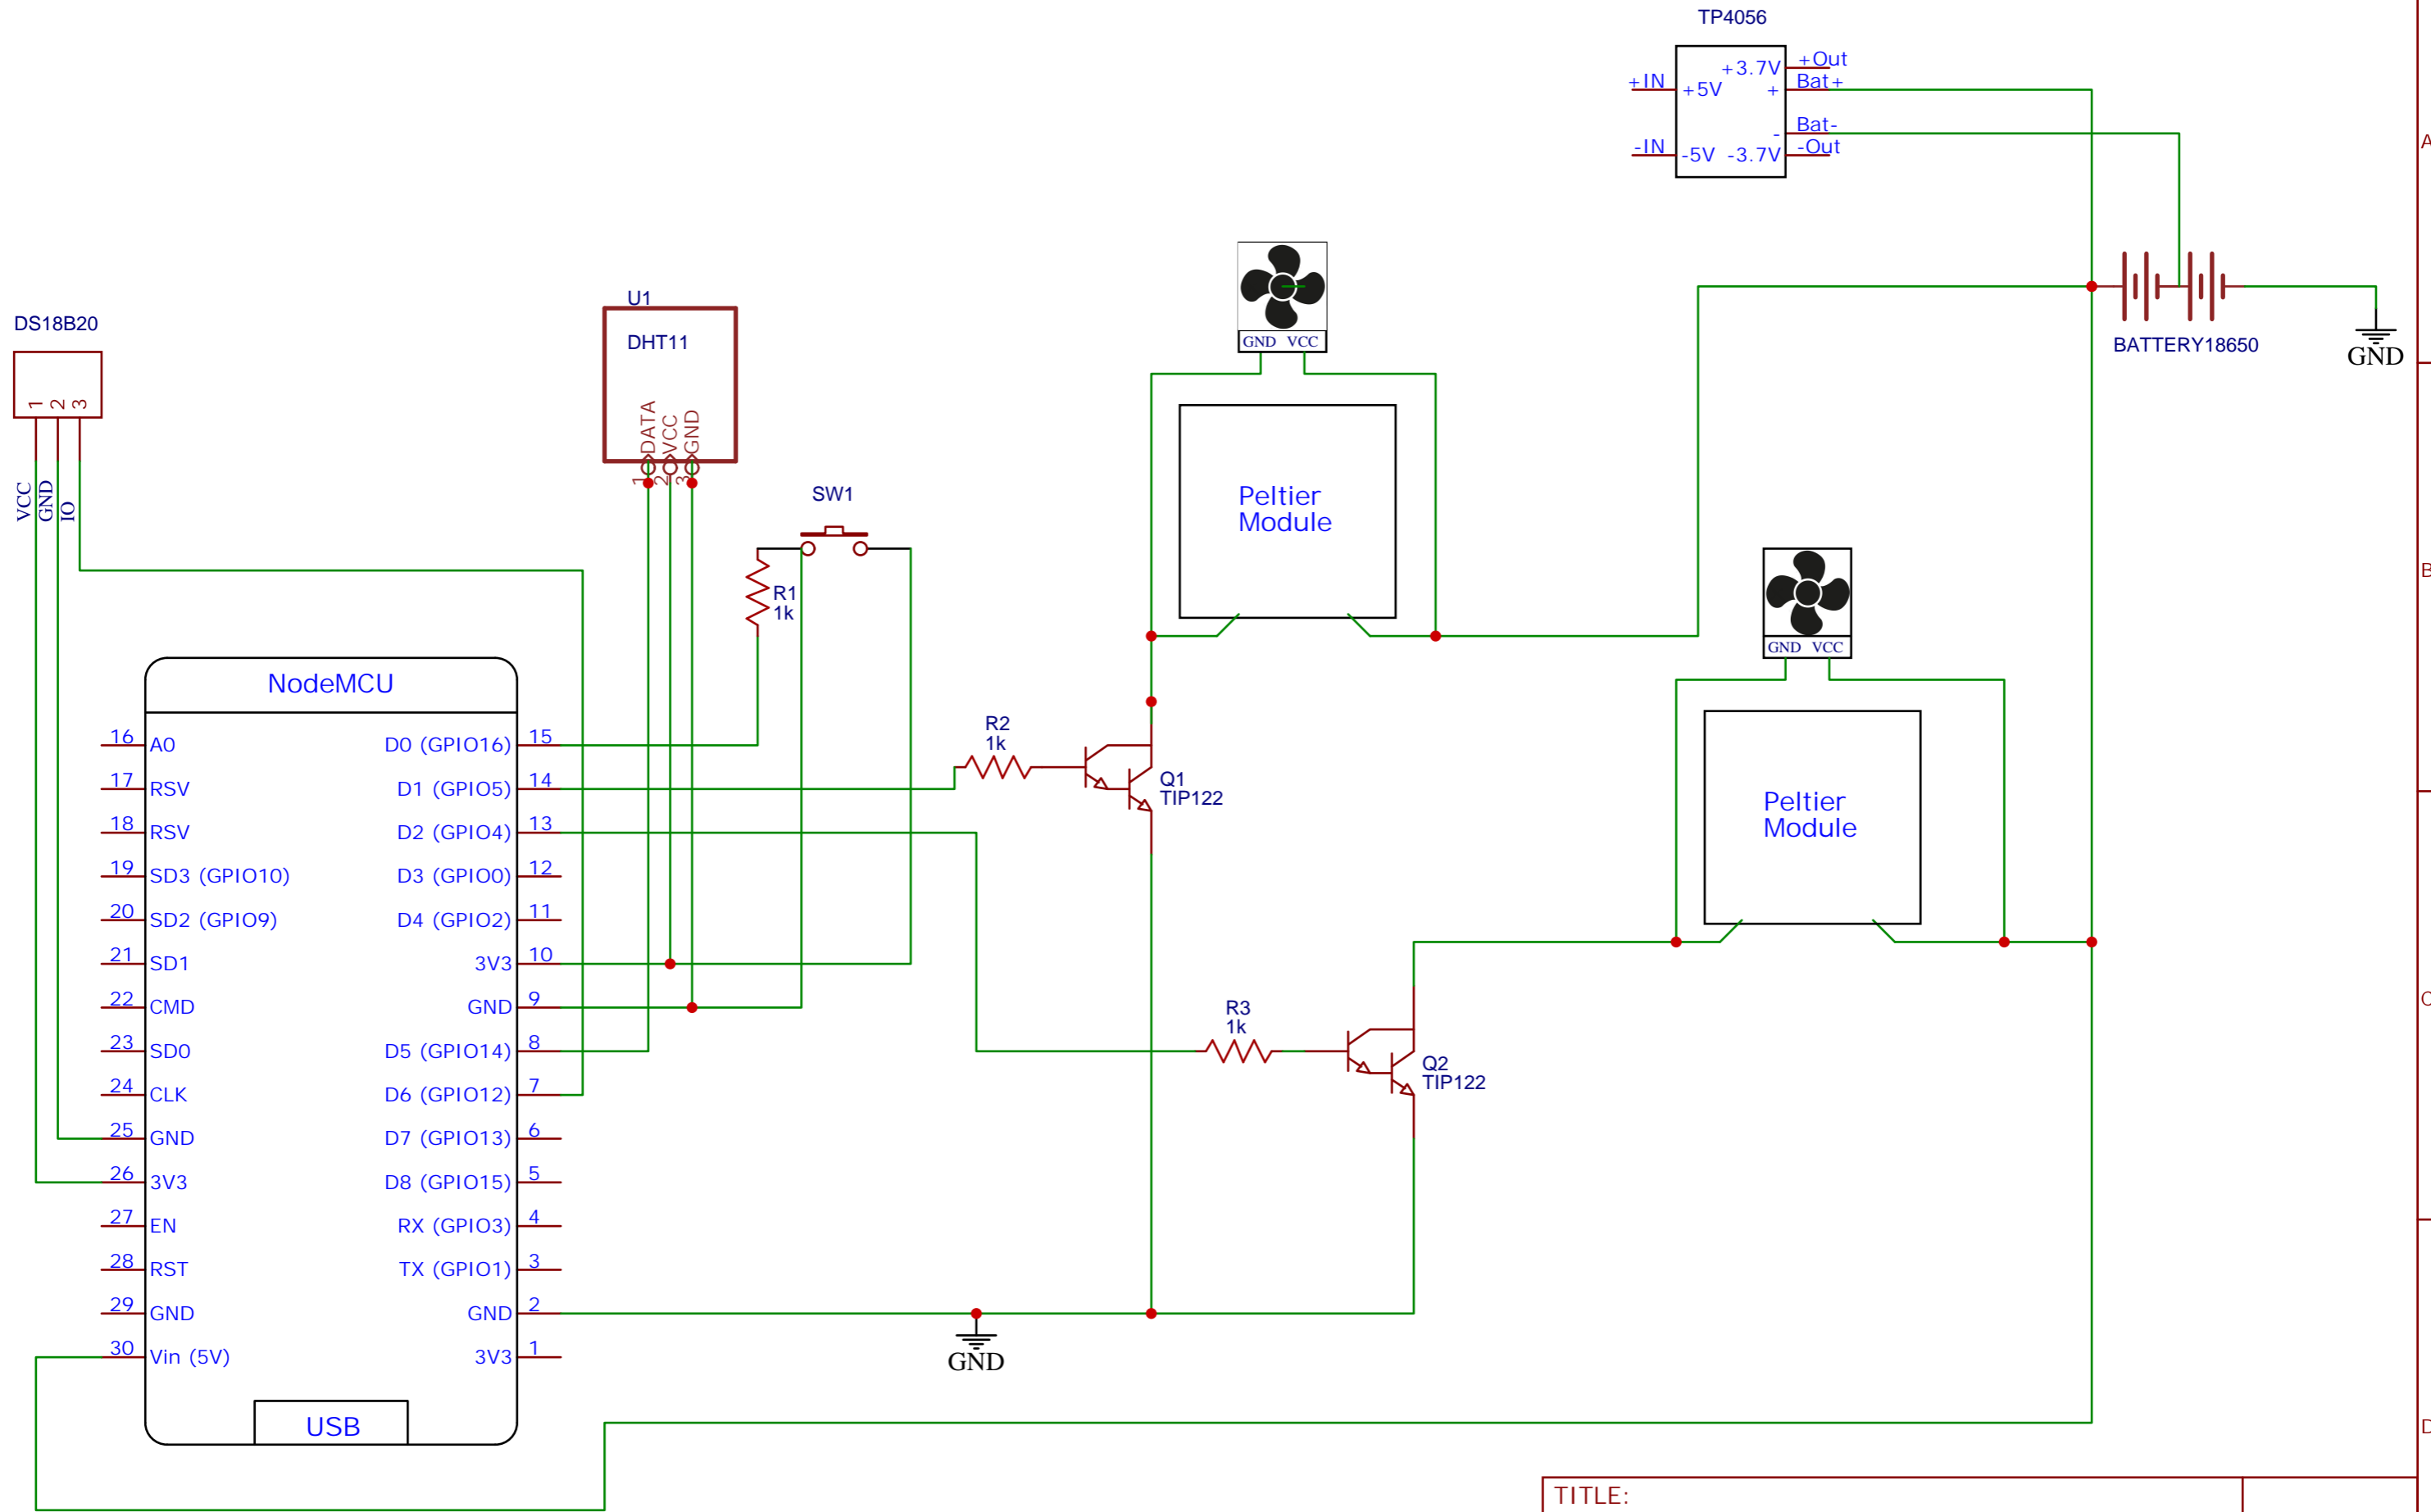 TP4056
+3.7V
+Out
+IN
+5V
+
Bat+
-
Bat-
-IN
-5V
-3.7V
-Out
A
GND VCC
U1
DHT11
DATA
VCC
GND
1
2
3
DS18B20
1
2
3
VCC
GND
IO
BATTERY18650
GND
SW1
R1
1k
Peltier
Module
B
GND VCC
Peltier
Module
NodeMCU
16 A0
D0 (GPIO16) 15
17 RSV
D1 (GPIO5) 14
18 RSV
D2 (GPIO4) 13
19 SD3 (GPIO10)
D3 (GPIO0) 12
20 SD2 (GPIO9)
D4 (GPIO2) 11
21 SD1
3V3 10
22 CMD
GND 9
23 SD0
D5 (GPIO14) 8
24 CLK
D6 (GPIO12) 7
25 GND
D7 (GPIO13) 6
26 3V3
D8 (GPIO15) 5
27 EN
RX (GPIO3) 4
28 RST
TX (GPIO1) 3
29 GND
GND 2
30 Vin (5V)
3V3 1
USB
R2
1k
Q1
TIP122
R3
1k
Q2
TIP122
C
GND
D
TITLE: